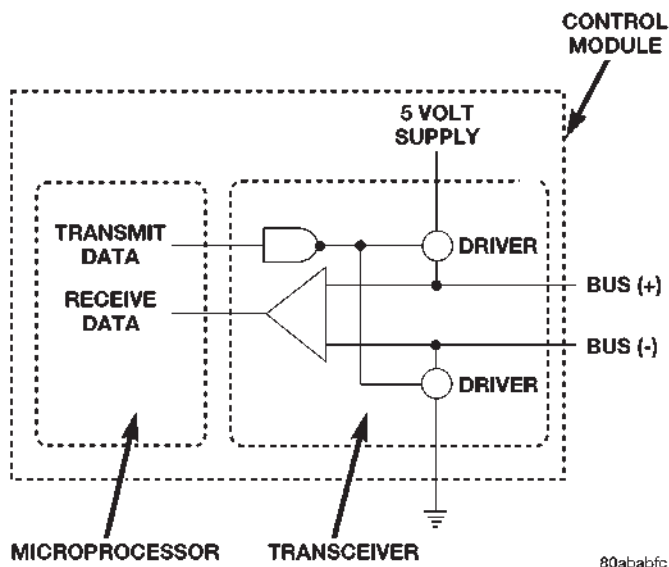 CONTROL
MODULE
5 VOLT
SUPPLY
TRANSMIT
DATA
DRIVER
RECEIVE
DATA
BUS (+)
BUS (-)
DRIVER
MICROPROCESSOR
TRANSCEIVER
80ababfc